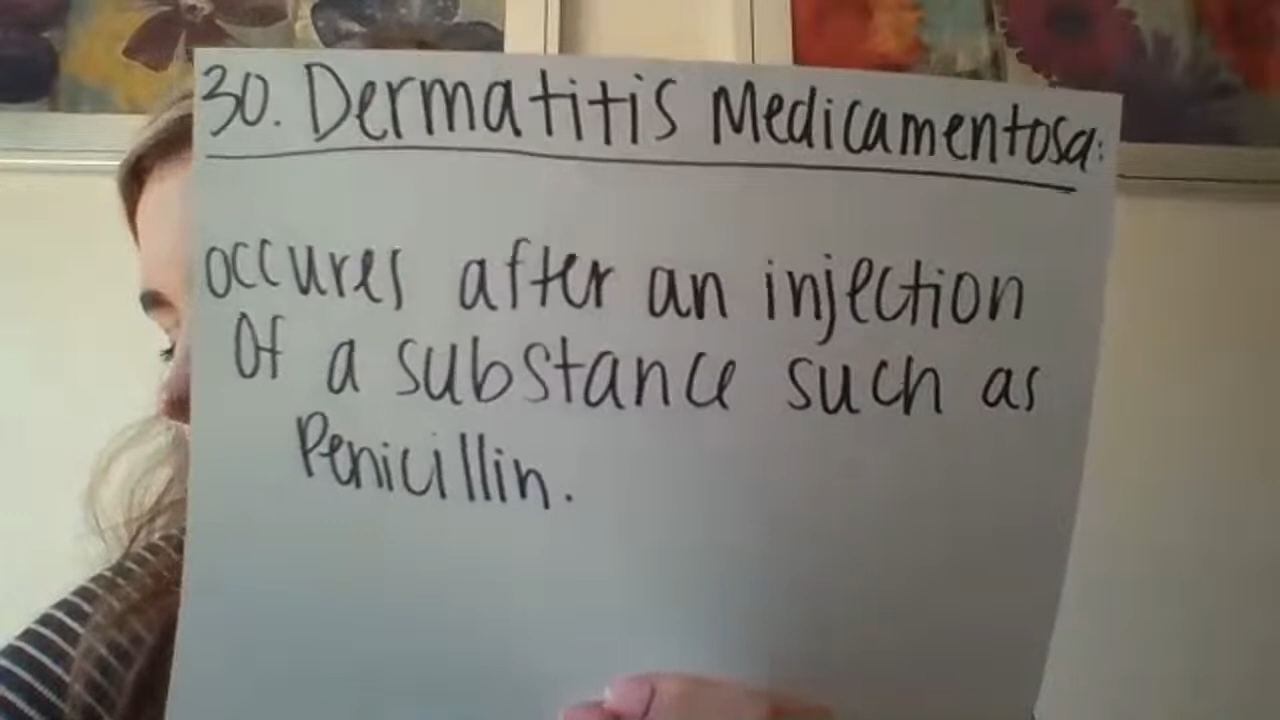 30. Dermatitis Medicamentosa:
occures after an injection
Of a substance such as
Penicillin.